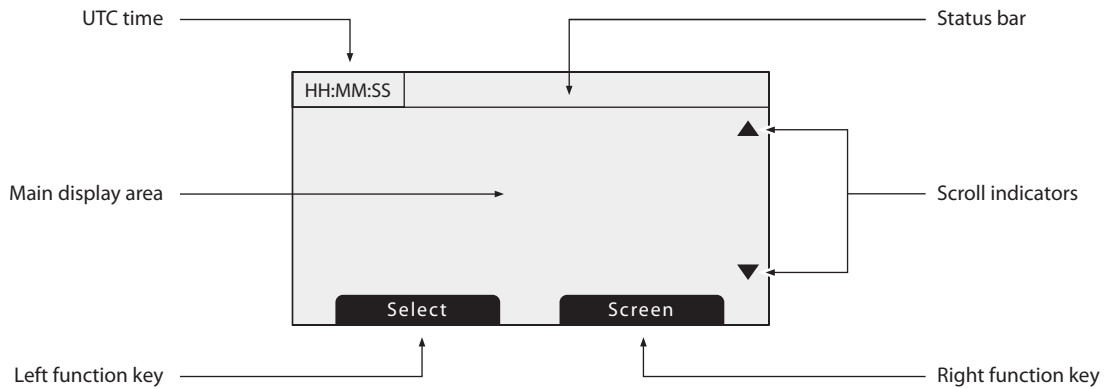 UTC time
Status bar
HH:MM:SS
Main display area
Scroll indicators
Select
Screen
Left function key
Right function key